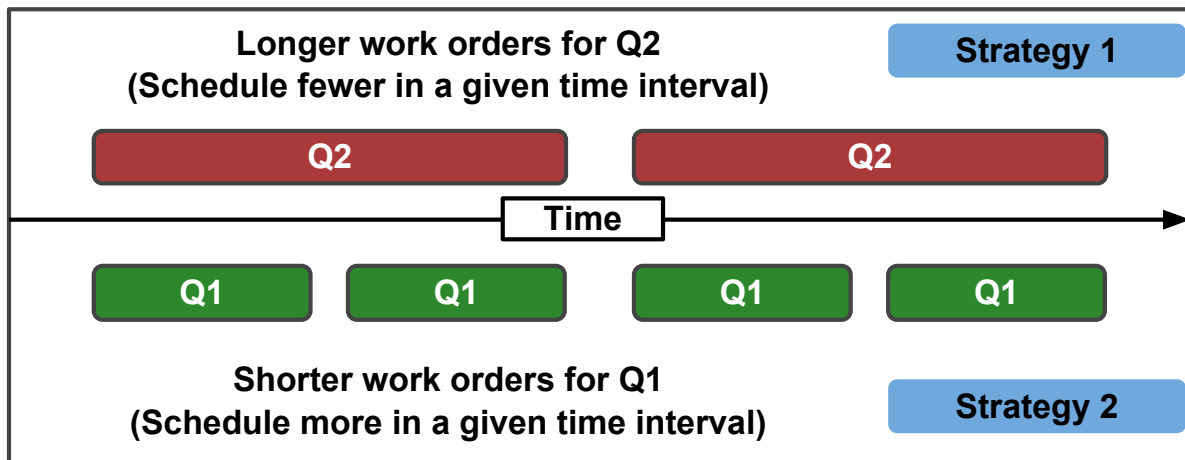 Longer work orders for Q2
(Schedule fewer in a given time interval)
Strategy 1
Q2
Q2
Time
Q1
Q1
Q1
Q1
Shorter work orders for Q1
(Schedule more in a given time interval)
Strategy 2